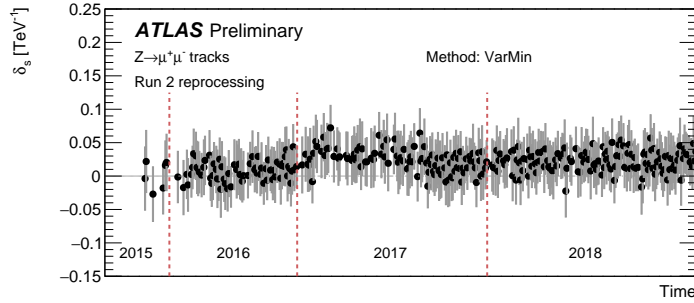 δs [TeV-1]
0.25
0.2
0.15
0.1
0.05
0
−0.05
−0.1
−0.15
ATLAS Preliminary
Z→μ+μ- tracks
Method: VarMin
Run 2 reprocessing
2015
2016
2017
2018
Time